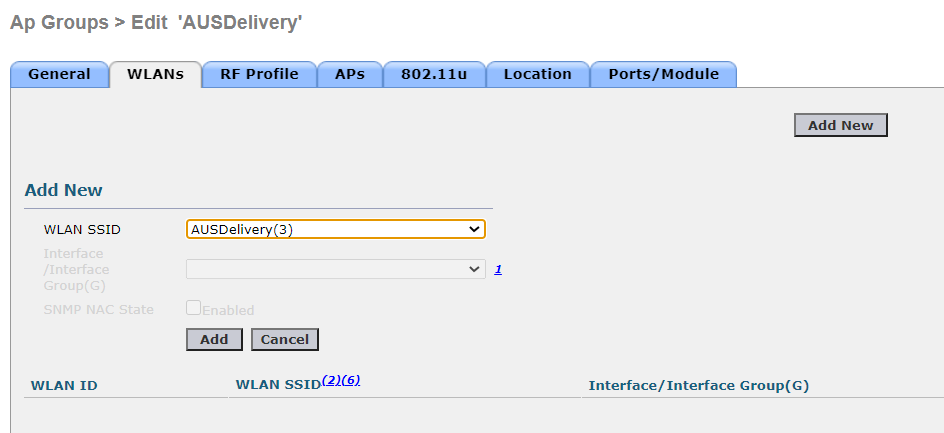 Ap Groups > Edit 'AUSDelivery'
General WLANs RF Profile APs 802.11u Location Ports/Module
Add New
Add New
WLAN SSID AUSDelivery(3)
Interface
/Interface
Group(G)
1
SNMP NAC State Enabled
Add Cancel
WLAN ID WLAN SSID(2)(6) Interface/Interface Group(G)